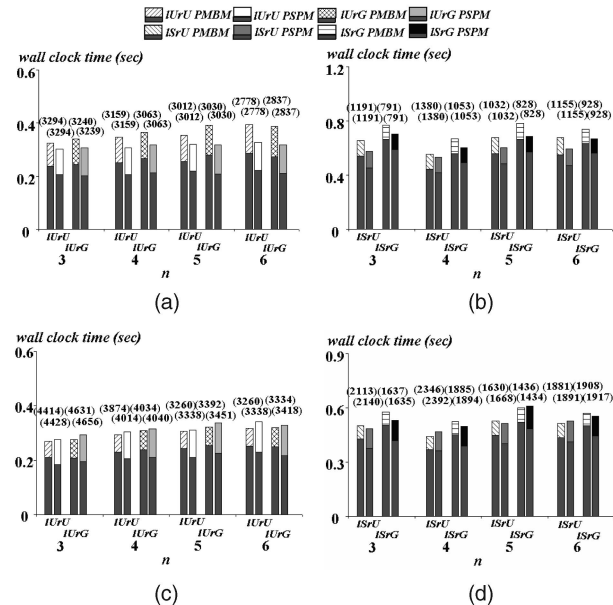 IUrU PMBM IUrU PSPM IUrG PMBM IUrG PSPM
ISrU PMBM ISrU PSPM ISrG PMBM ISrG PSPM
wall clock time (sec)
0.6
(3294) (3240) (3159) (3063) (3012) (3030) (2778) (2837)
(3294) (3239) (3159) (3063) (3012) (3030) (2778) (2837)
0.4
0.2
0
IUrU IUrG IUrU IUrG IUrU IUrG IUrU IUrG
3 4 5 6
n
(a)
wall clock time (sec)
1.2
(1191)(791) (1380) (1053) (1032) (828) (1155)(928)
(1191)(791) (1380) (1053) (1032) (828) (1155)(928)
0.8
0.4
0
ISrU ISrG ISrU ISrG ISrU ISrG ISrU ISrG
3 4 5 6
n
(b)
wall clock time (sec)
0.6
(4414)(4631) (3874)(4034) (3260)(3392) (3260)(3334)
(4428) (4656) (4014)(4040) (3338)(3451) (3338)(3418)
0.4
0.2
0
IUrU IUrG IUrU IUrG IUrU IUrG IUrU IUrG
3 4 5 6
n
(c)
wall clock time (sec)
0.9
(2113)(1637) (2346)(1885) (1630)(1436) (1881)(1908)
(2140)(1635) (2392)(1894) (1668)(1434) (1891)(1917)
0.6
0.3
0
ISrU ISrG ISrU ISrG ISrU ISrG ISrU ISrG
3 4 5 6
n
(d)